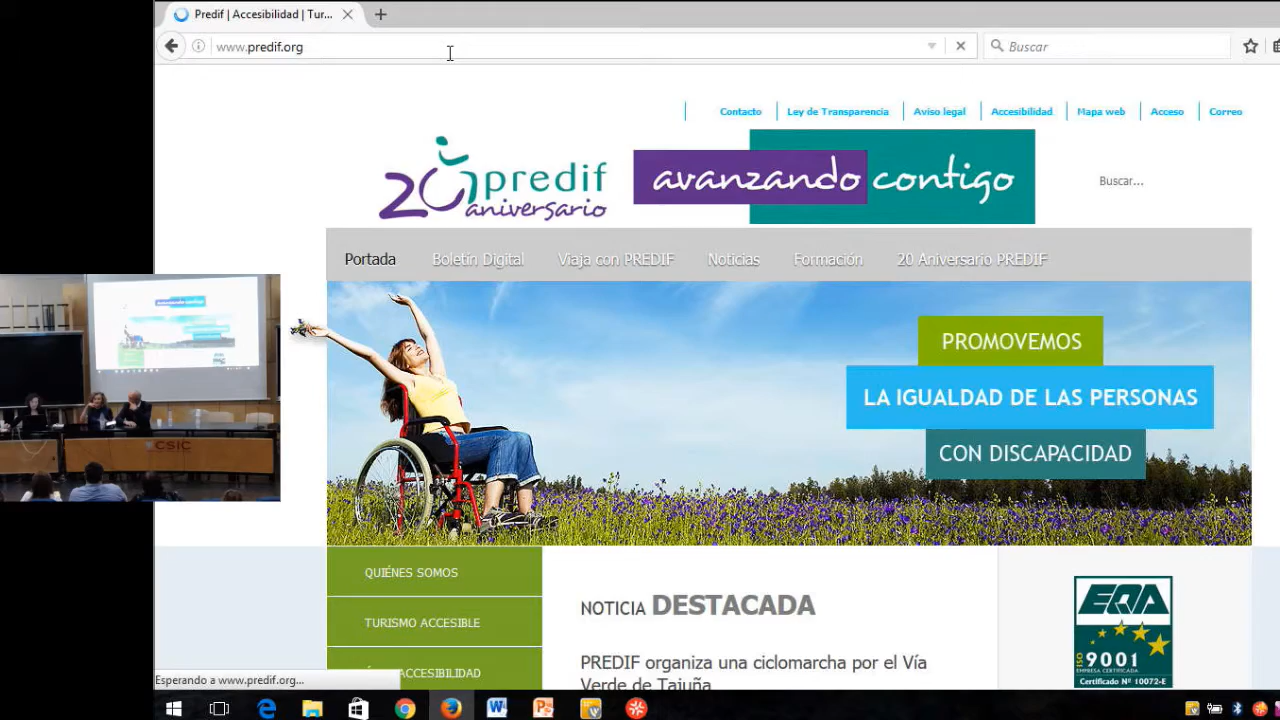 Predif | Accesibilidad | Tur...
www.predif.org
Buscar
Contacto
Ley de Transparencia
Aviso legal
Accesibilidad
Mapa web
Acceso
Correo
20 predif
aniversario
avanzando contigo
Buscar...
Portada
Boletín Digital
Viaja con PREDIF
Noticias
Formación
20 Aniversario PREDIF
PROMOVEMOS
LA IGUALDAD DE LAS PERSONAS
CON DISCAPACIDAD
CSIC
QUIÉNES SOMOS
TURISMO ACCESIBLE
ACCESIBILIDAD
NOTICIA DESTACADA
PREDIF organiza una ciclomarcha por el Vía
Verde de Tajuña
EQA
ISO 9001
EMPRESA CERTIFICADA
Certificado Nº 10072-E
Esperando a www.predif.org...